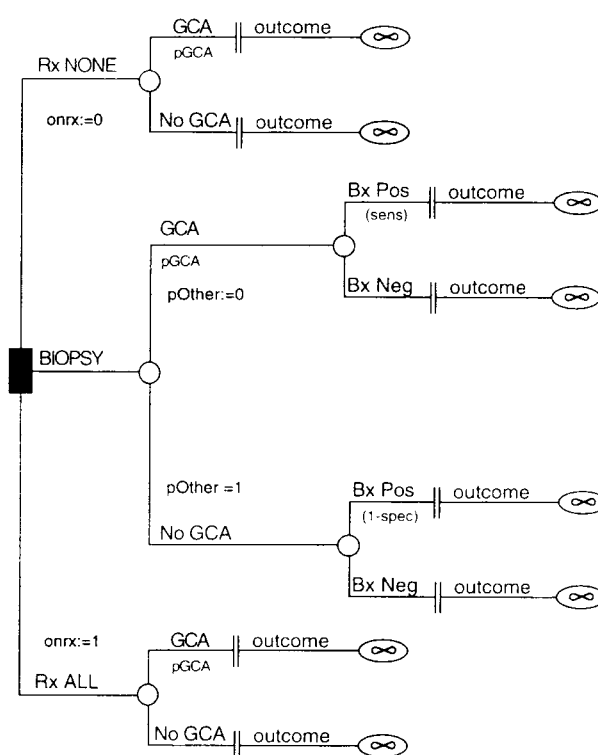 GCA
outcome
∞
pGCA
Rx NONE
onrx:=0
No GCA
outcome
∞
Bx Pos
outcome
∞
(sens)
GCA
pGCA
pOther:=0
Bx Neg
outcome
∞
BIOPSY
pOther =1
Bx Pos
outcome
∞
(1-spec)
No GCA
Bx Neg
outcome
∞
onrx:=1
GCA
outcome
∞
pGCA
Rx ALL
No GCA
outcome
∞